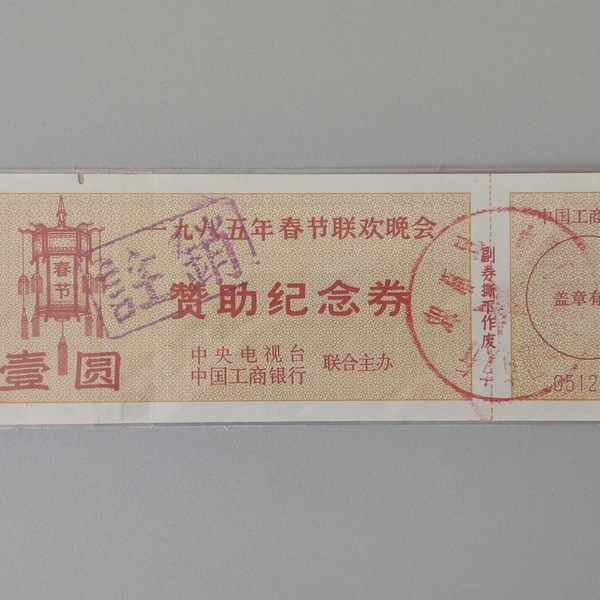 一九八五年春节联欢晚会
春节
註銷
赞助纪念券
壹圆
中央电视台
中国工商银行
联合主办
副券撕下作废
中国工商
盖章有
0512